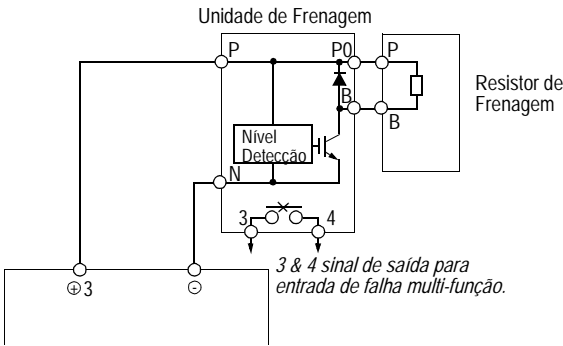 Unidade de Frenagem
P
P0
P
B
B
Resistor de
Frenagem
Nível
Detecção
N
3
4
3 & 4 sinal de saída para
entrada de falha multi-função.
⊕3
⊖